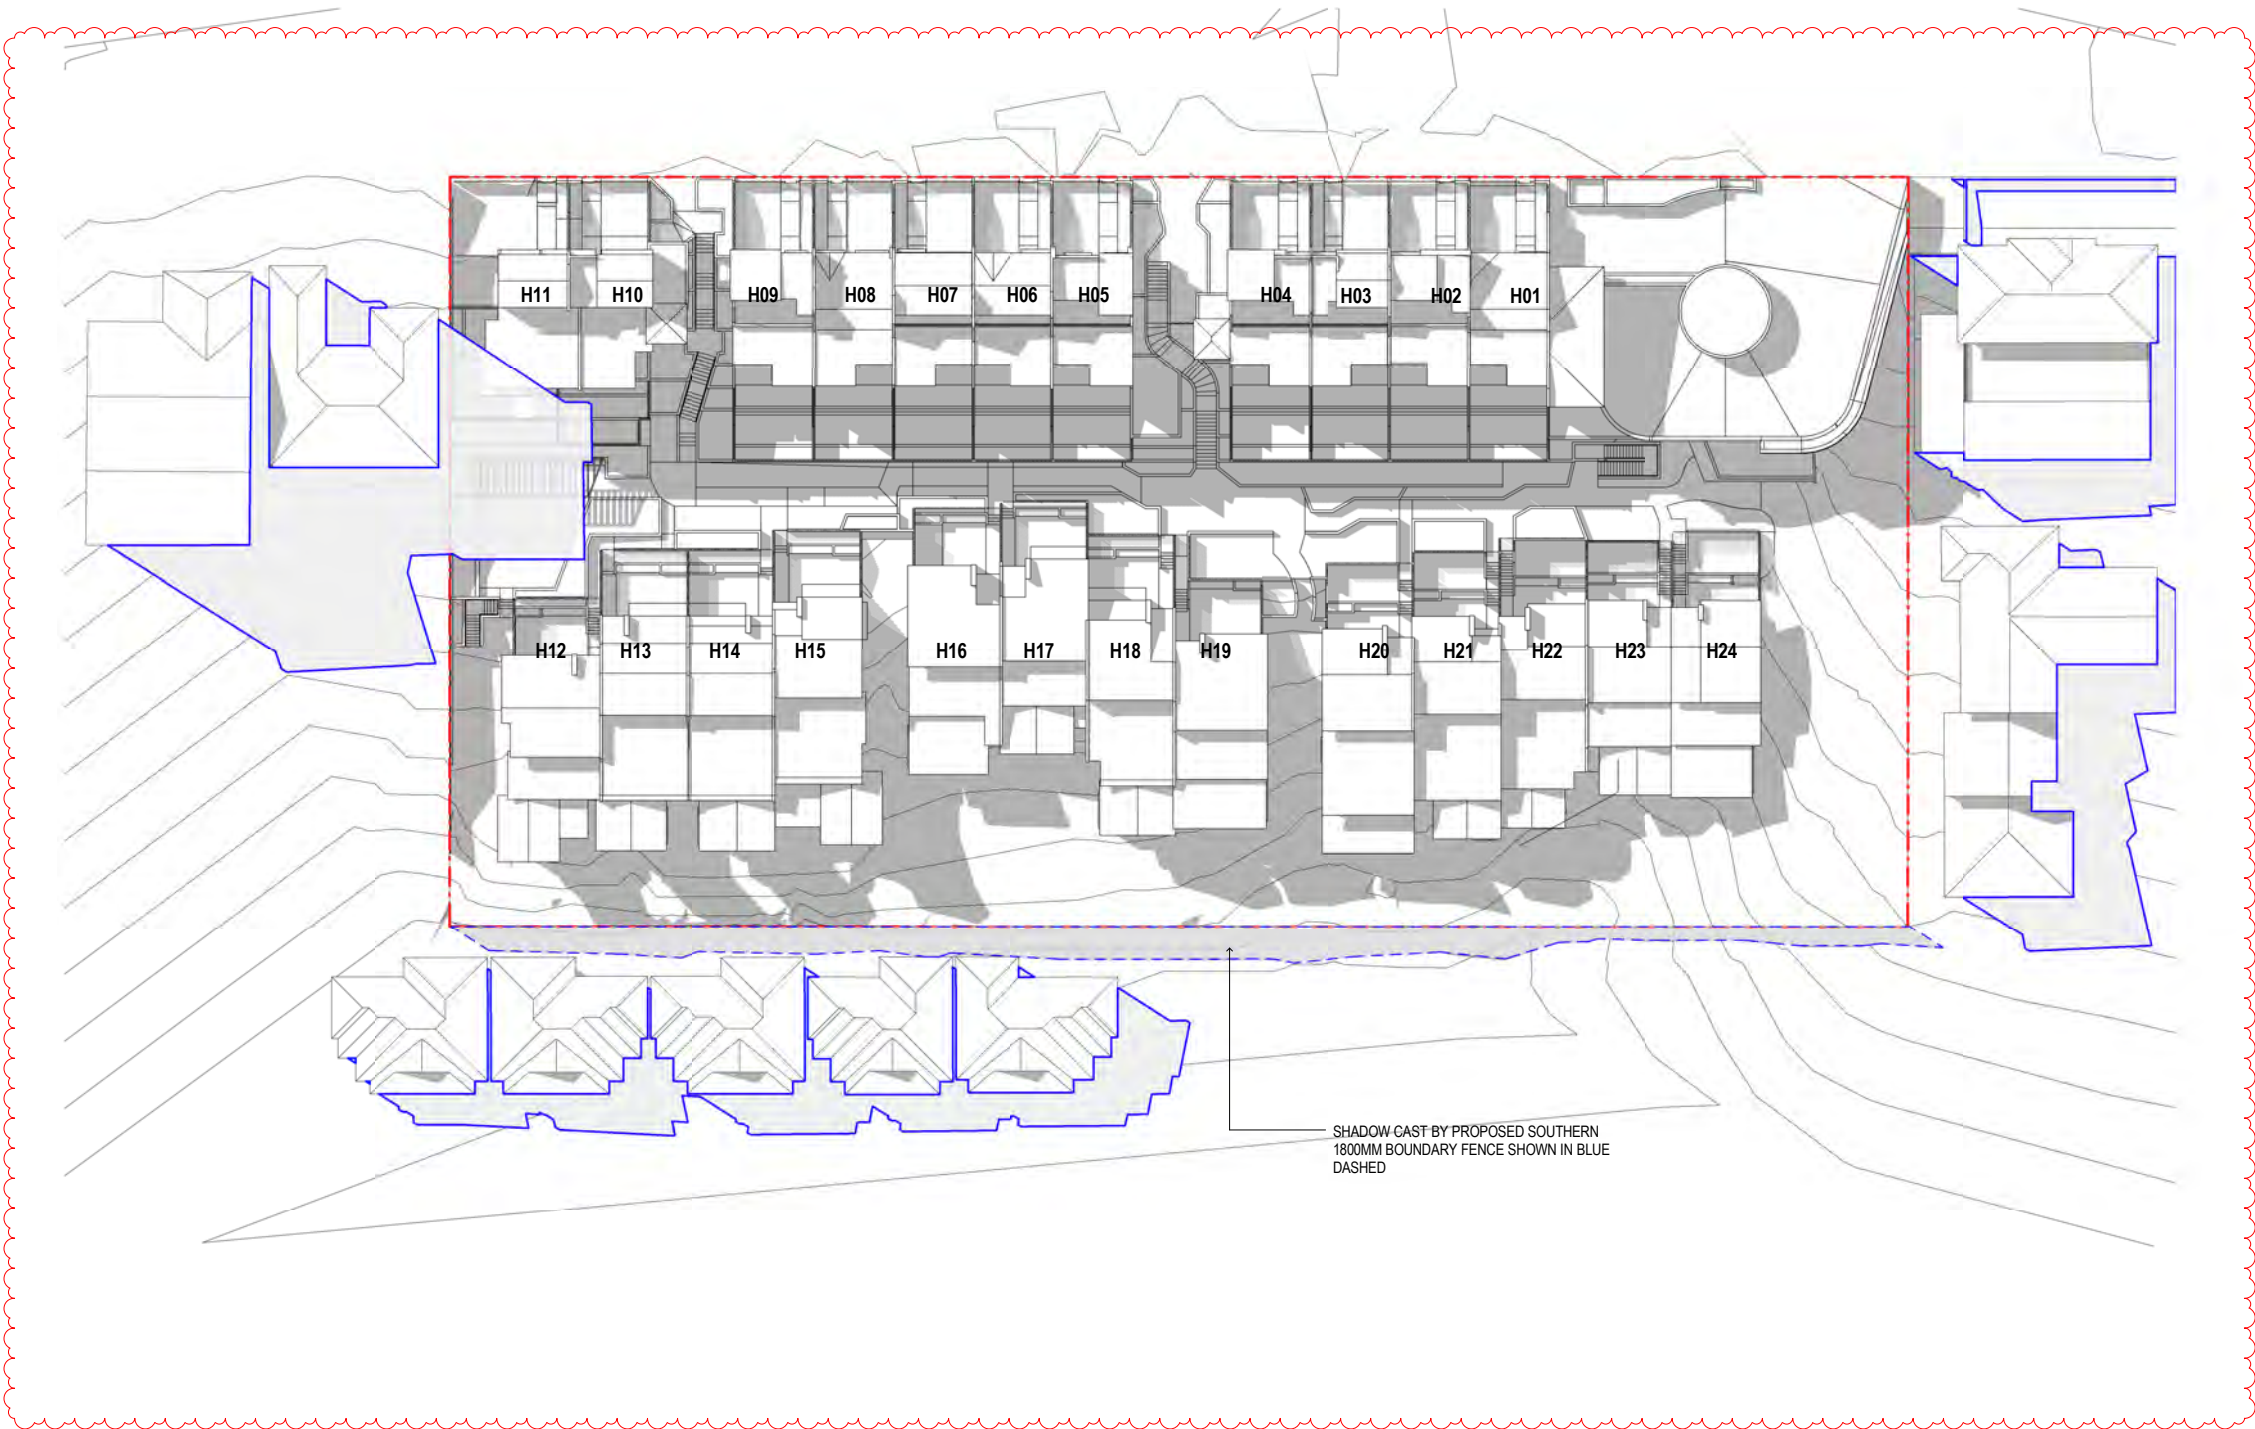 H11
H10
H09
H08
H07
H06
H05
H04
H03
H02
H01
H12
H13
H14
H15
H16
H17
H18
H19
H20
H21
H22
H23
H24
SHADOW CAST BY PROPOSED SOUTHERN
1800MM BOUNDARY FENCE SHOWN IN BLUE
DASHED